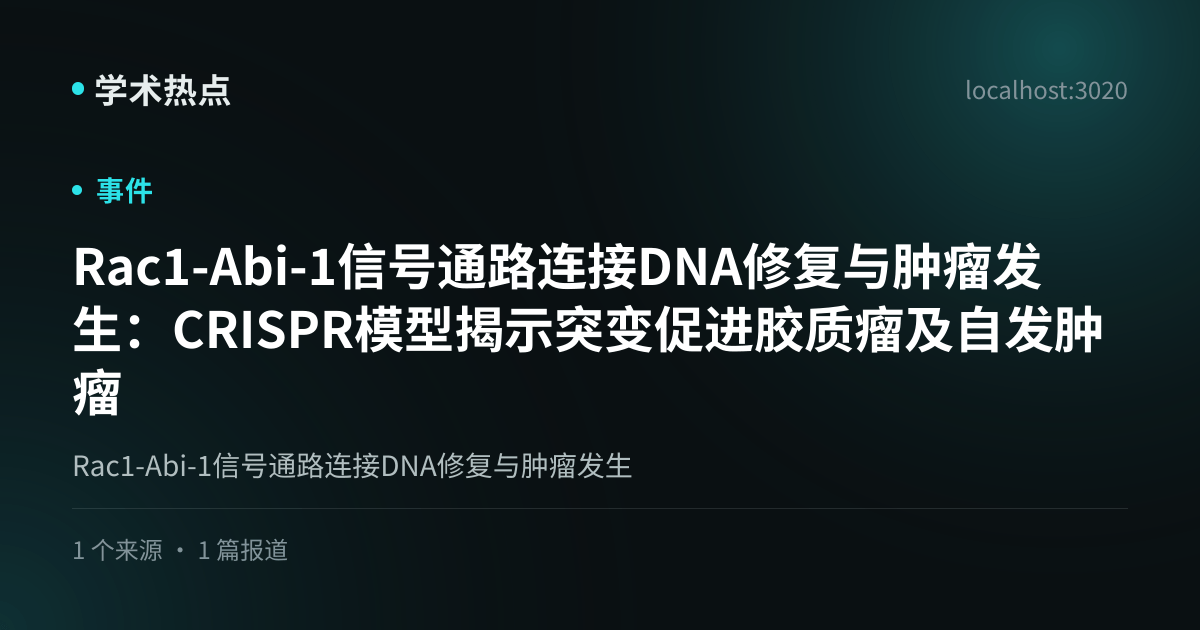 学术热点
localhost:3020
事件
Rac1-Abi-1信号通路连接DNA修复与肿瘤发
生：CRISPR模型揭示突变促进胶质瘤及自发肿
瘤
Rac1-Abi-1信号通路连接DNA修复与肿瘤发生
1 个来源 · 1 篇报道